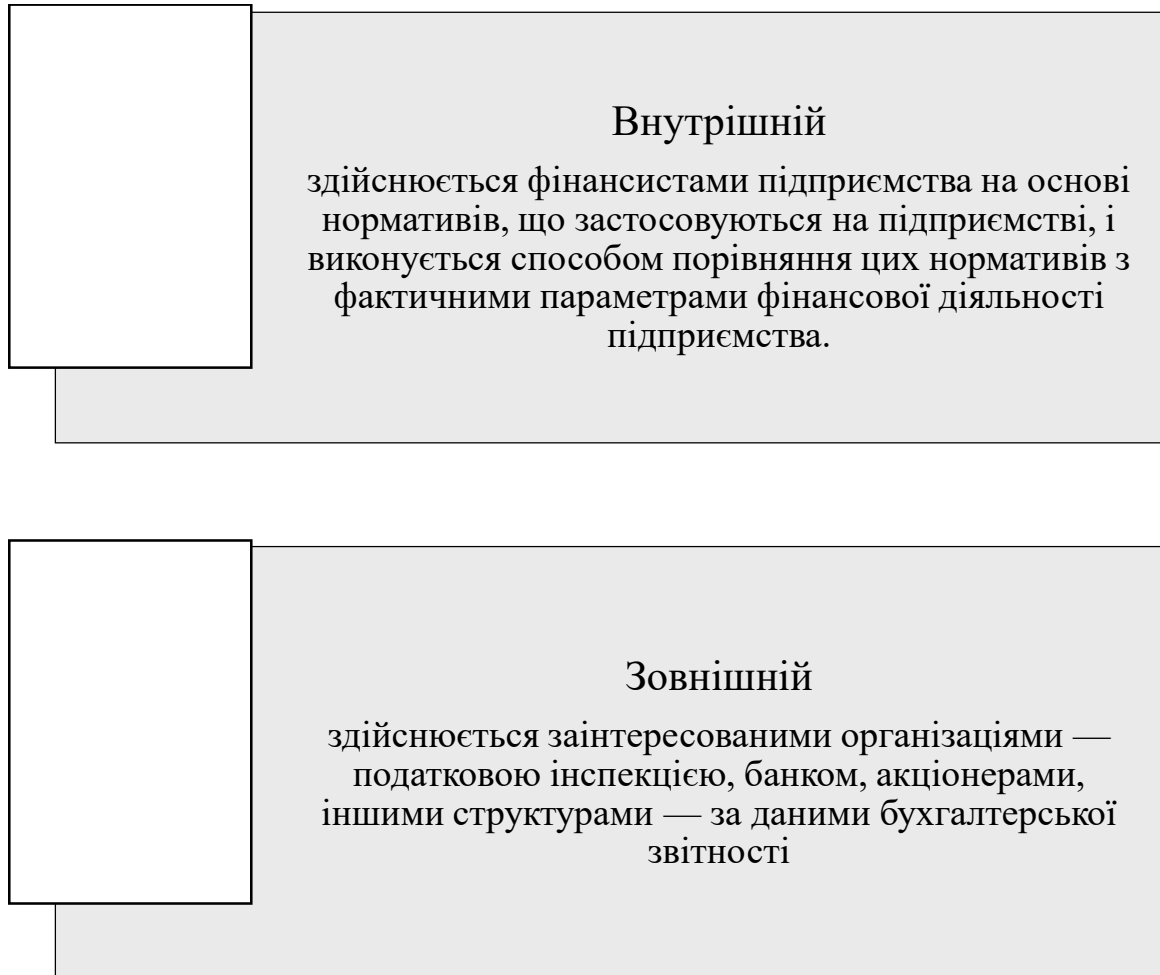 Внутрішній
здійснюється фінансистами підприємства на основі
нормативів, що застосовуються на підприємстві, і
виконується способом порівняння цих нормативів з
фактичними параметрами фінансової діяльності
підприємства.
Зовнішній
здійснюється заінтересованими організаціями —
податковою інспекцією, банком, акціонерами,
іншими структурами — за даними бухгалтерської
звітності